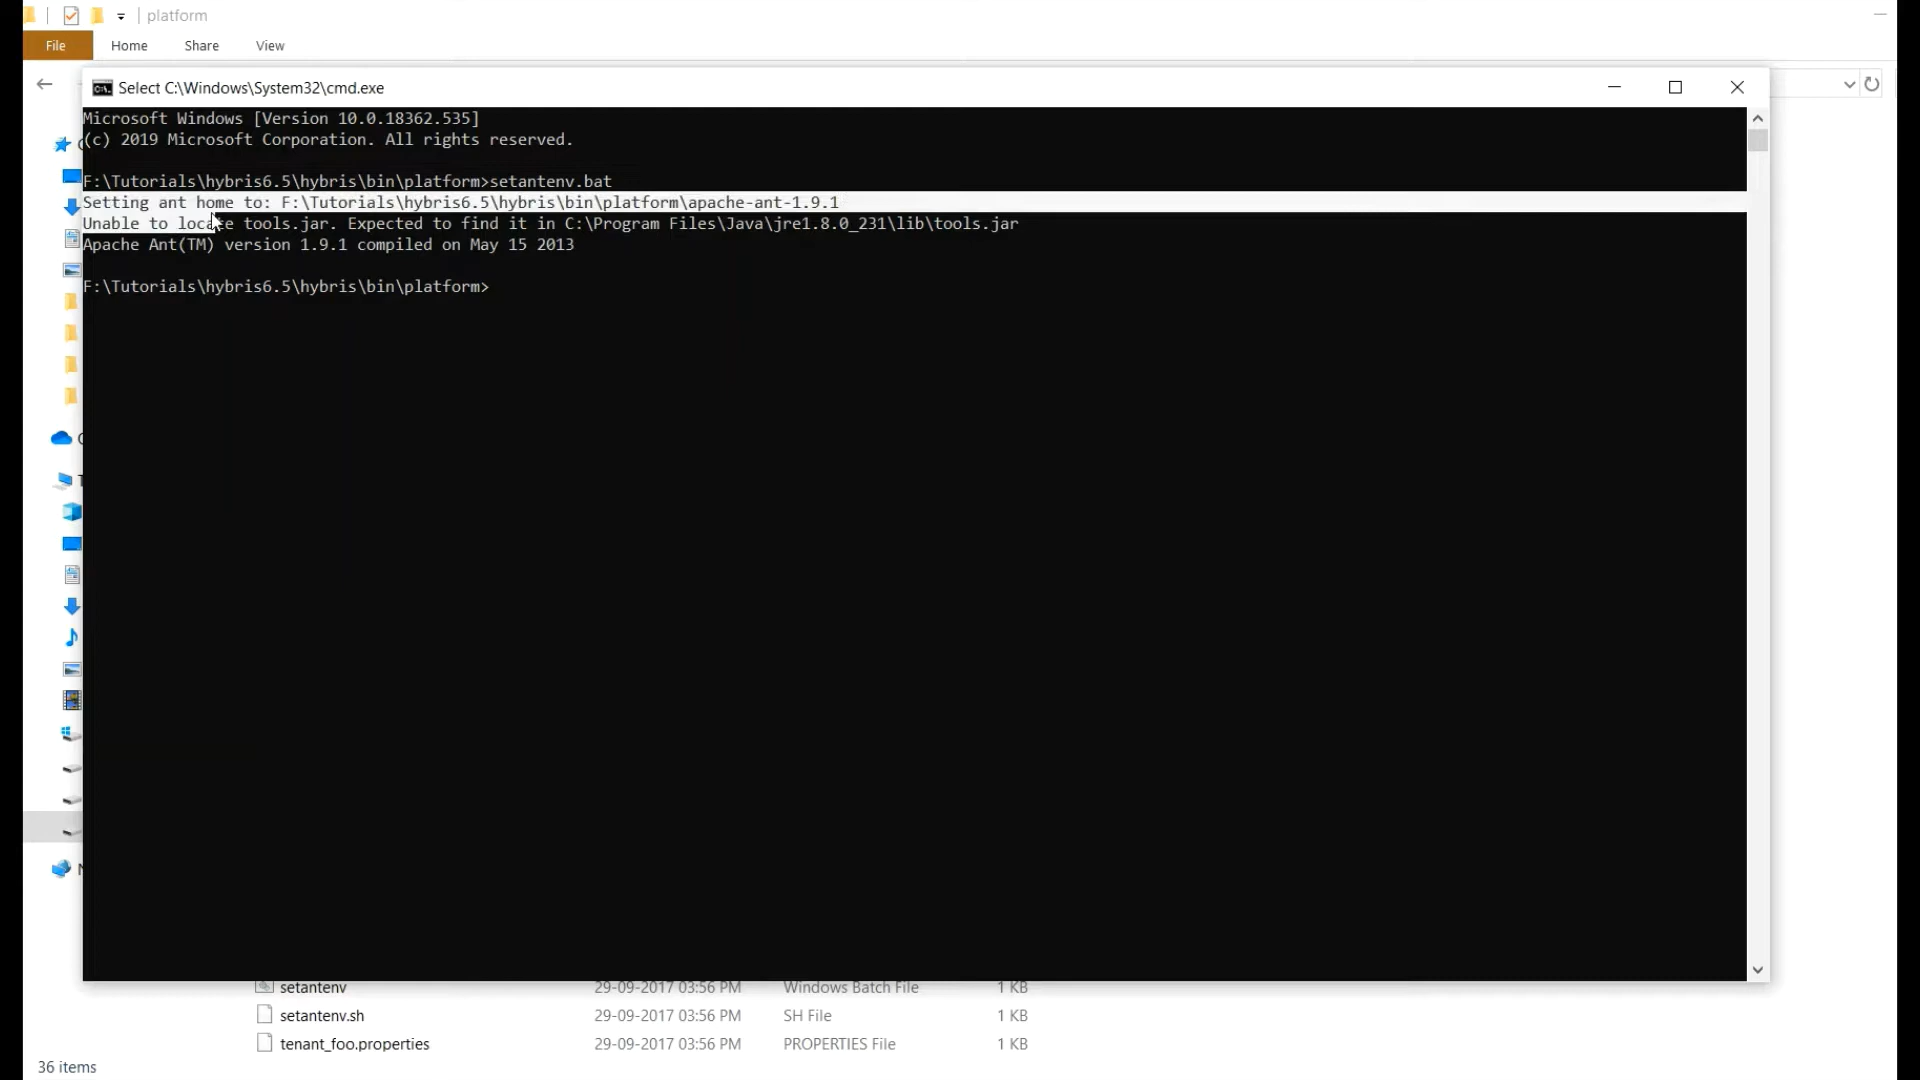 platform
File Home Share View
Select C:\Windows\System32\cmd.exe
Microsoft Windows [Version 10.0.18362.535]
(c) 2019 Microsoft Corporation. All rights reserved.
F:\Tutorials\hybris6.5\hybris\bin\platform>setantenv.bat
Setting ant home to: F:\Tutorials\hybris6.5\hybris\bin\platform\apache-ant-1.9.1
Unable to locate tools.jar. Expected to find it in C:\Program Files\Java\jre1.8.0_231\lib\tools.jar
Apache Ant(TM) version 1.9.1 compiled on May 15 2013
F:\Tutorials\hybris6.5\hybris\bin\platform>
setantenv 29-09-2017 03:56 PM Windows Batch File 1 KB
setantenv.sh 29-09-2017 03:56 PM SH File 1 KB
tenant_foo.properties 29-09-2017 03:56 PM PROPERTIES File 1 KB
36 items